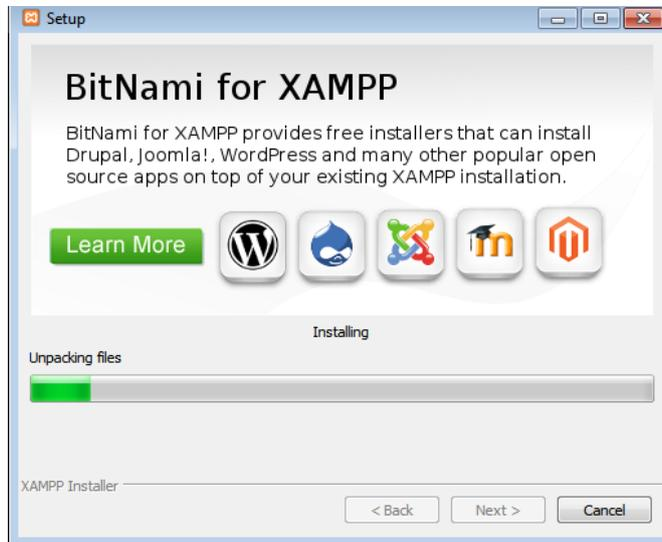 Setup
BitNami for XAMPP
BitNami for XAMPP provides free installers that can install
Drupal, Joomla!, WordPress and many other popular open
source apps on top of your existing XAMPP installation.
Learn More
Installing
Unpacking files
XAMPP Installer
< Back Next > Cancel